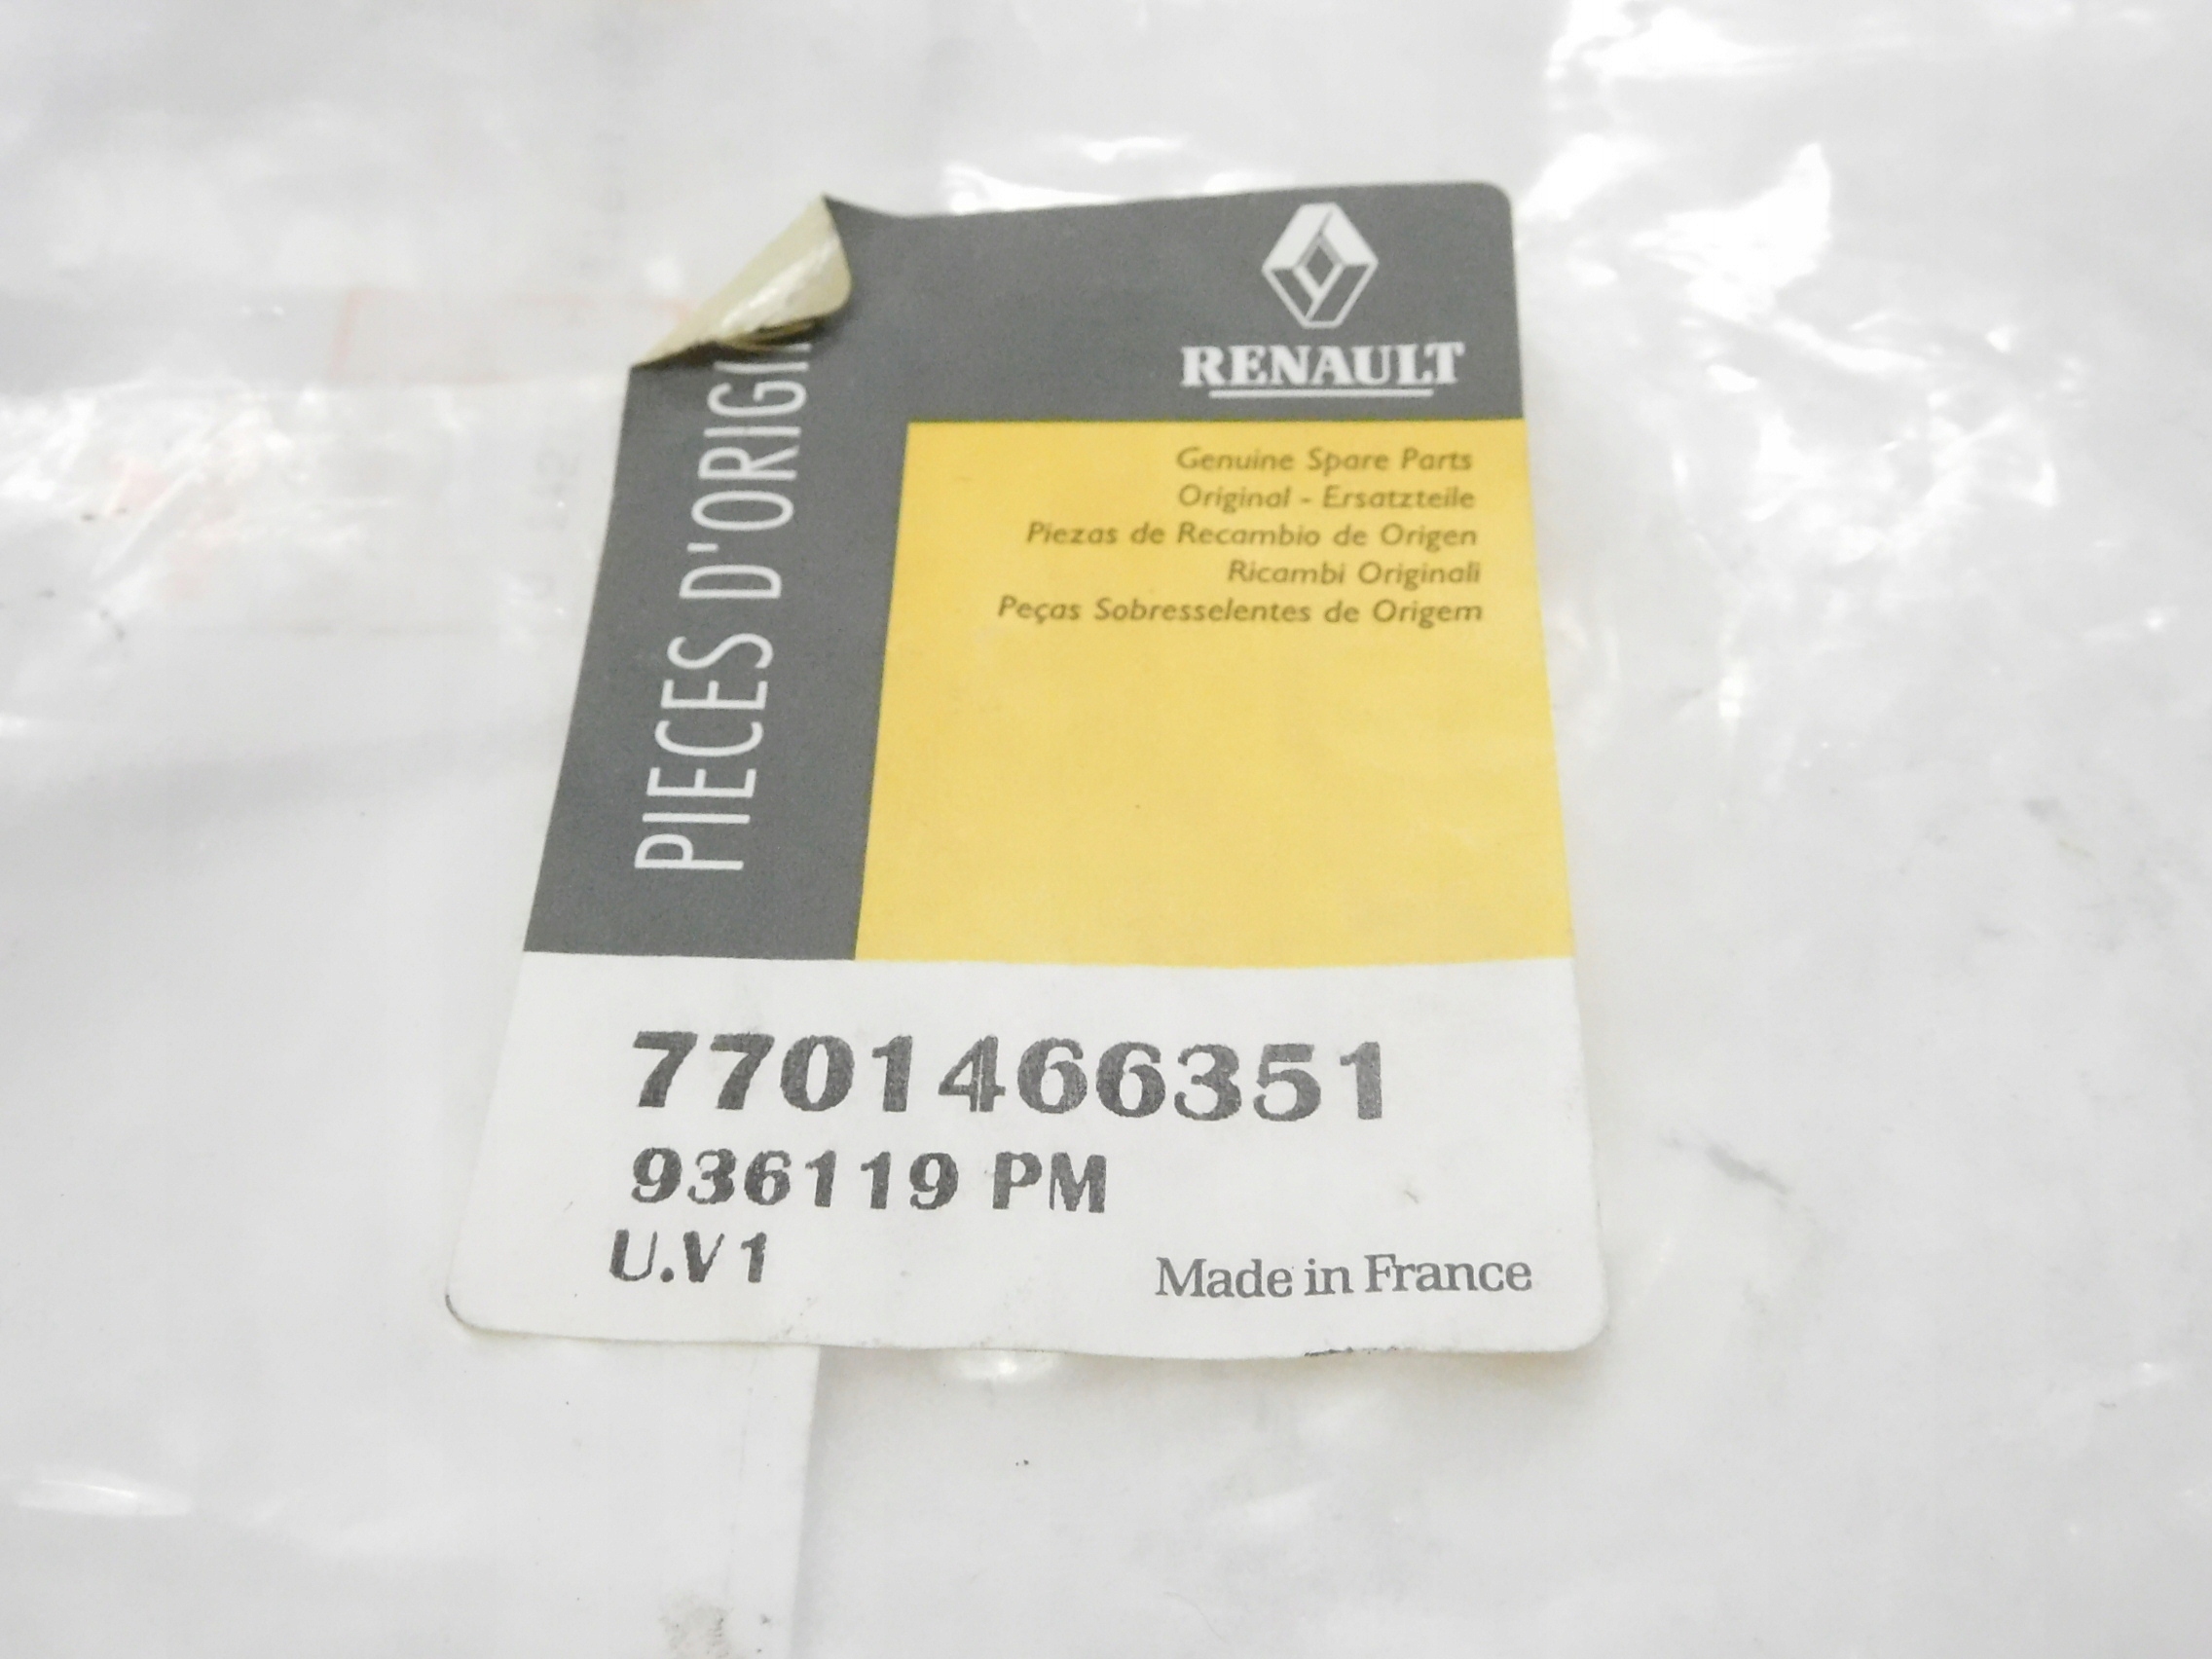 RENAULT
PIECES D'ORIGI
Genuine Spare Parts
Original - Ersatzteile
Piezas de Recambio de Origen
Ricambi Originali
Peças Sobresselentes de Origem
7701466351
936119 PM
U.V1
Made in France